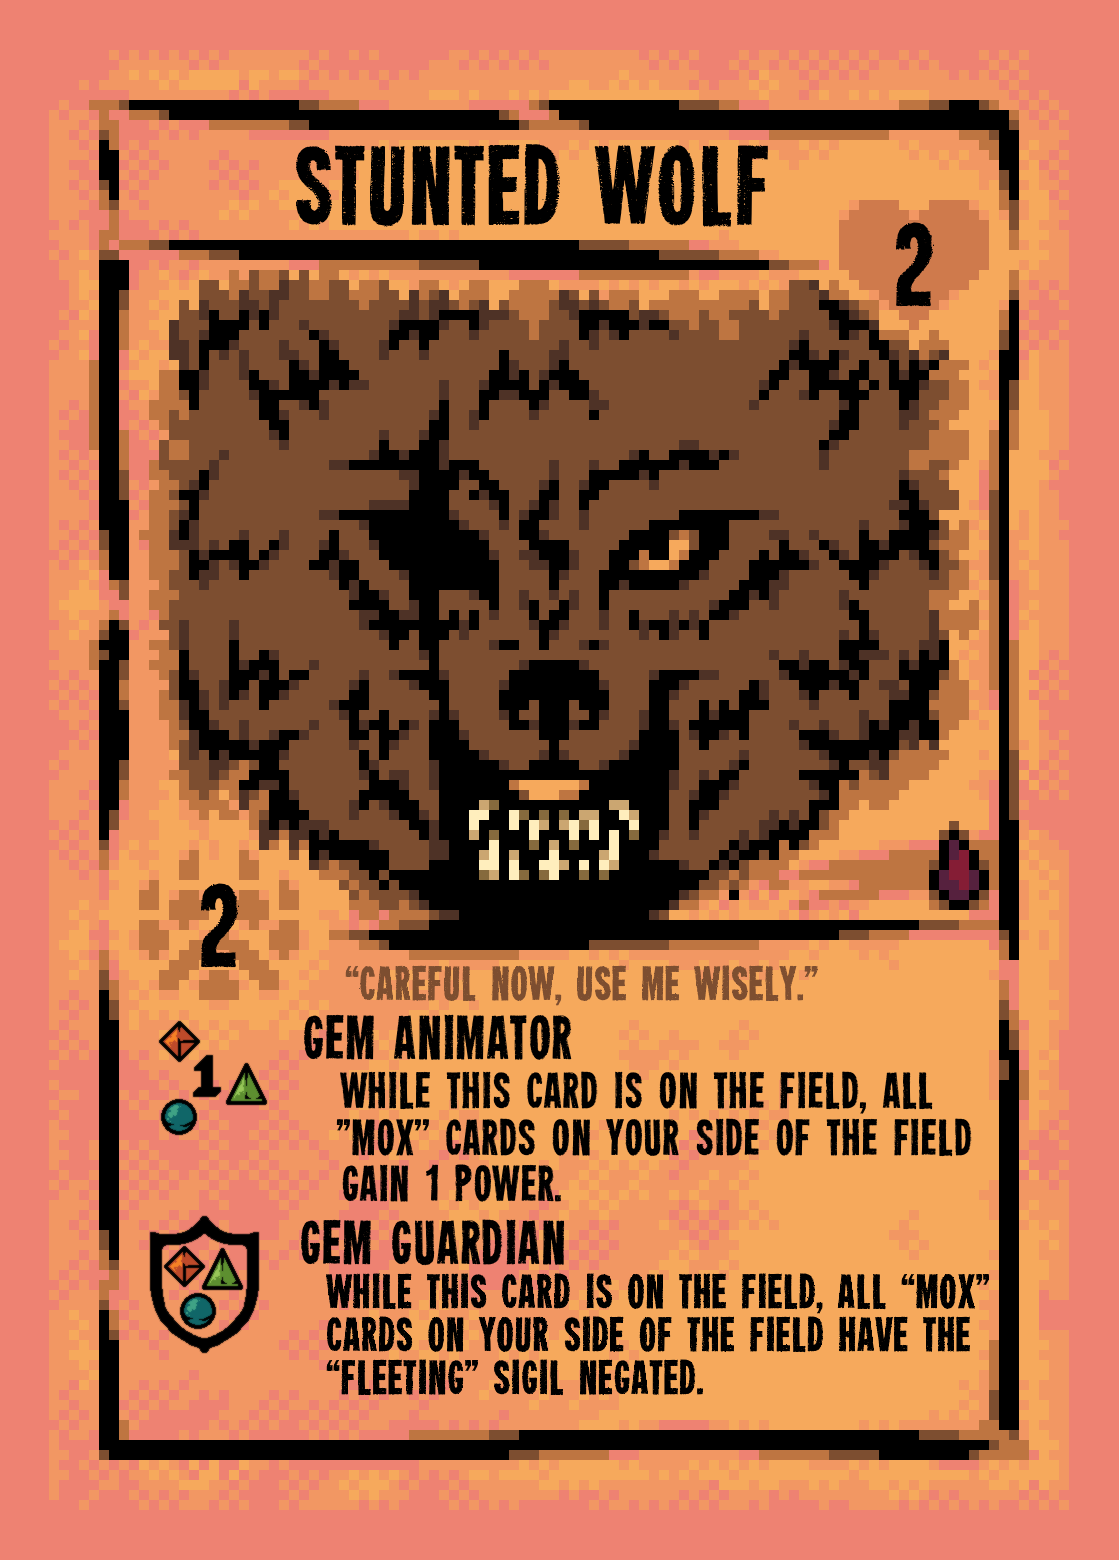 STUNTED WOLF
2
2
“CAREFUL NOW, USE ME WISELY.”
GEM ANIMATOR
1
WHILE THIS CARD IS ON THE FIELD, ALL
”MOX” CARDS ON YOUR SIDE OF THE FIELD
GAIN 1 POWER.
GEM GUARDIAN
WHILE THIS CARD IS ON THE FIELD, ALL “MOX”
CARDS ON YOUR SIDE OF THE FIELD HAVE THE
“FLEETING” SIGIL NEGATED.